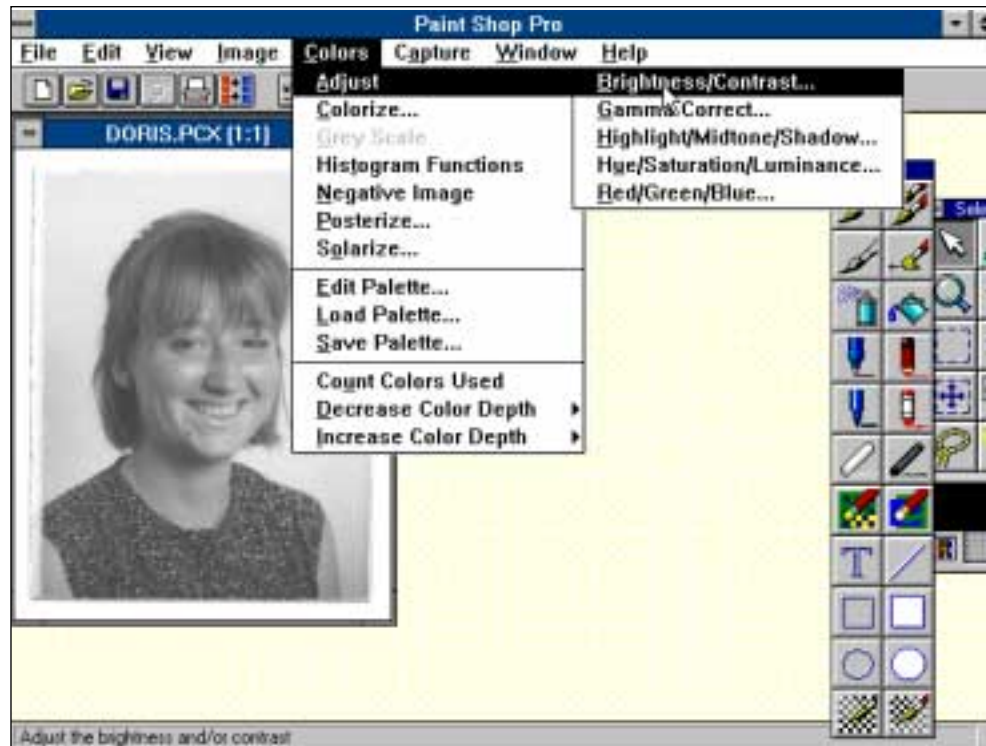 Paint Shop Pro
File Edit View Image Colors Capture Window Help
Adjust
Colorize...
Grey Scale
Histogram Functions
Negative Image
Posterize...
Solarize...
Edit Palette...
Load Palette...
Save Palette...
Count Colors Used
Decrease Color Depth
Increase Color Depth
Brightness/Contrast...
Gamma Correct...
Highlight/Midtone/Shadow...
Hue/Saturation/Luminance...
Red/Green/Blue...
DORIS.PCX (1:1)
Sele
T
R
Adjust the brightness and/or contrast